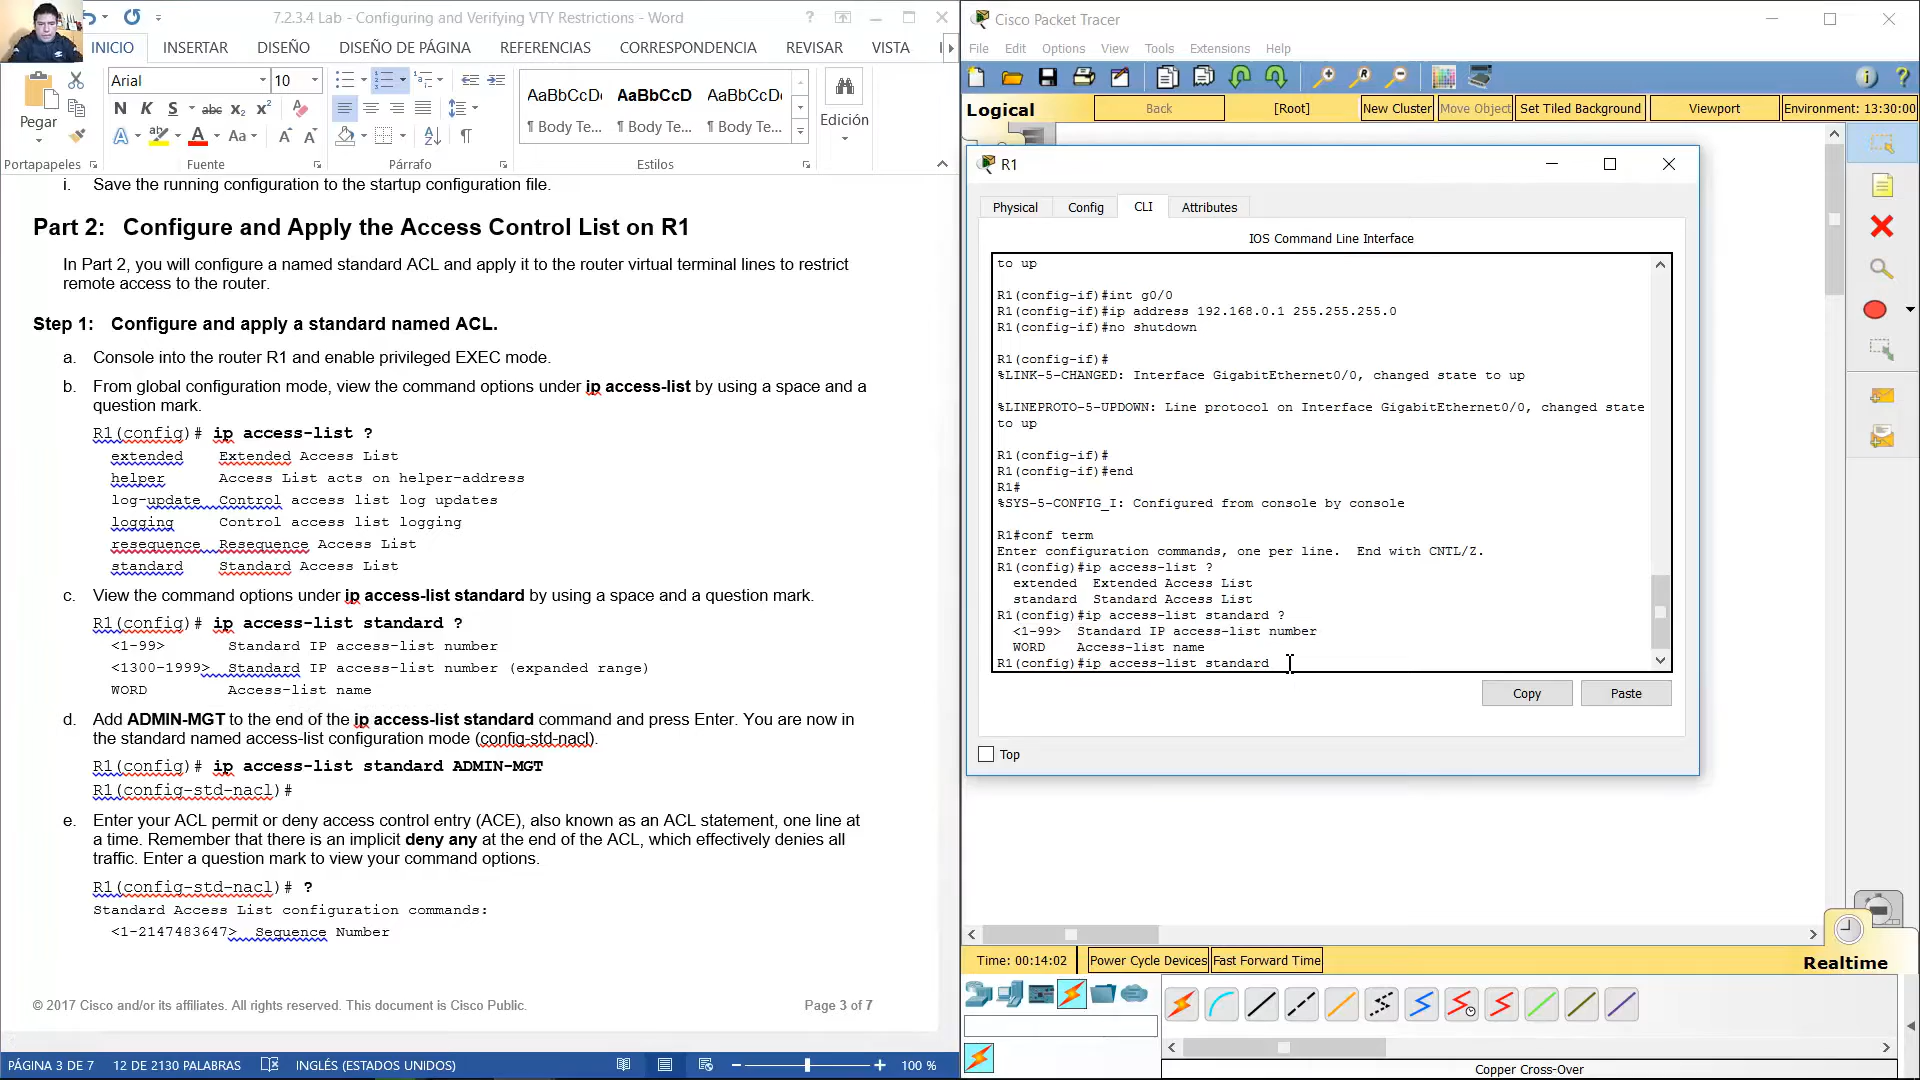 7.2.3.4 Lab - Configuring and Verifying VTY Restrictions - Word
INICIO INSERTAR DISEÑO DISEÑO DE PÁGINA REFERENCIAS CORRESPONDENCIA REVISAR VISTA
Arial 10
Pegar
N K S abc x₂ x²
A Aa A A
AaBbCcDc AaBbCcD AaBbCcDc
¶ Body Te... ¶ Body Te... ¶ Body Te...
Edición
Portapapeles Fuente Párrafo Estilos
i. Save the running configuration to the startup configuration file.
Part 2: Configure and Apply the Access Control List on R1
In Part 2, you will configure a named standard ACL and apply it to the router virtual terminal lines to restrict
remote access to the router.
Step 1: Configure and apply a standard named ACL.
a. Console into the router R1 and enable privileged EXEC mode.
b. From global configuration mode, view the command options under ip access-list by using a space and a
question mark.
R1(config)# ip access-list ?
extended Extended Access List
helper Access List acts on helper-address
log-update Control access list log updates
logging Control access list logging
resequence Resequence Access List
standard Standard Access List
c. View the command options under ip access-list standard by using a space and a question mark.
R1(config)# ip access-list standard ?
<1-99> Standard IP access-list number
<1300-1999> Standard IP access-list number (expanded range)
WORD Access-list name
d. Add ADMIN-MGT to the end of the ip access-list standard command and press Enter. You are now in
the standard named access-list configuration mode (config-std-nacl).
R1(config)# ip access-list standard ADMIN-MGT
R1(config-std-nacl)#
e. Enter your ACL permit or deny access control entry (ACE), also known as an ACL statement, one line at
a time. Remember that there is an implicit deny any at the end of the ACL, which effectively denies all
traffic. Enter a question mark to view your command options.
R1(config-std-nacl)# ?
Standard Access List configuration commands:
<1-2147483647> Sequence Number
© 2017 Cisco and/or its affiliates. All rights reserved. This document is Cisco Public. Page 3 of 7
PÁGINA 3 DE 7 12 DE 2130 PALABRAS INGLÉS (ESTADOS UNIDOS) 100 %
Cisco Packet Tracer
File Edit Options View Tools Extensions Help
Logical Back [Root] New Cluster Move Object Set Tiled Background Viewport Environment: 13:30:00
R1
Physical Config CLI Attributes
IOS Command Line Interface
to up
R1(config-if)#int g0/0
R1(config-if)#ip address 192.168.0.1 255.255.255.0
R1(config-if)#no shutdown
R1(config-if)#
%LINK-5-CHANGED: Interface GigabitEthernet0/0, changed state to up
%LINEPROTO-5-UPDOWN: Line protocol on Interface GigabitEthernet0/0, changed state
to up
R1(config-if)#
R1(config-if)#end
R1#
%SYS-5-CONFIG_I: Configured from console by console
R1#conf term
Enter configuration commands, one per line. End with CNTL/Z.
R1(config)#ip access-list ?
extended Extended Access List
standard Standard Access List
R1(config)#ip access-list standard ?
<1-99> Standard IP access-list number
WORD Access-list name
R1(config)#ip access-list standard
Copy Paste
Top
Time: 00:14:02 Power Cycle Devices Fast Forward Time
Realtime
Copper Cross-Over